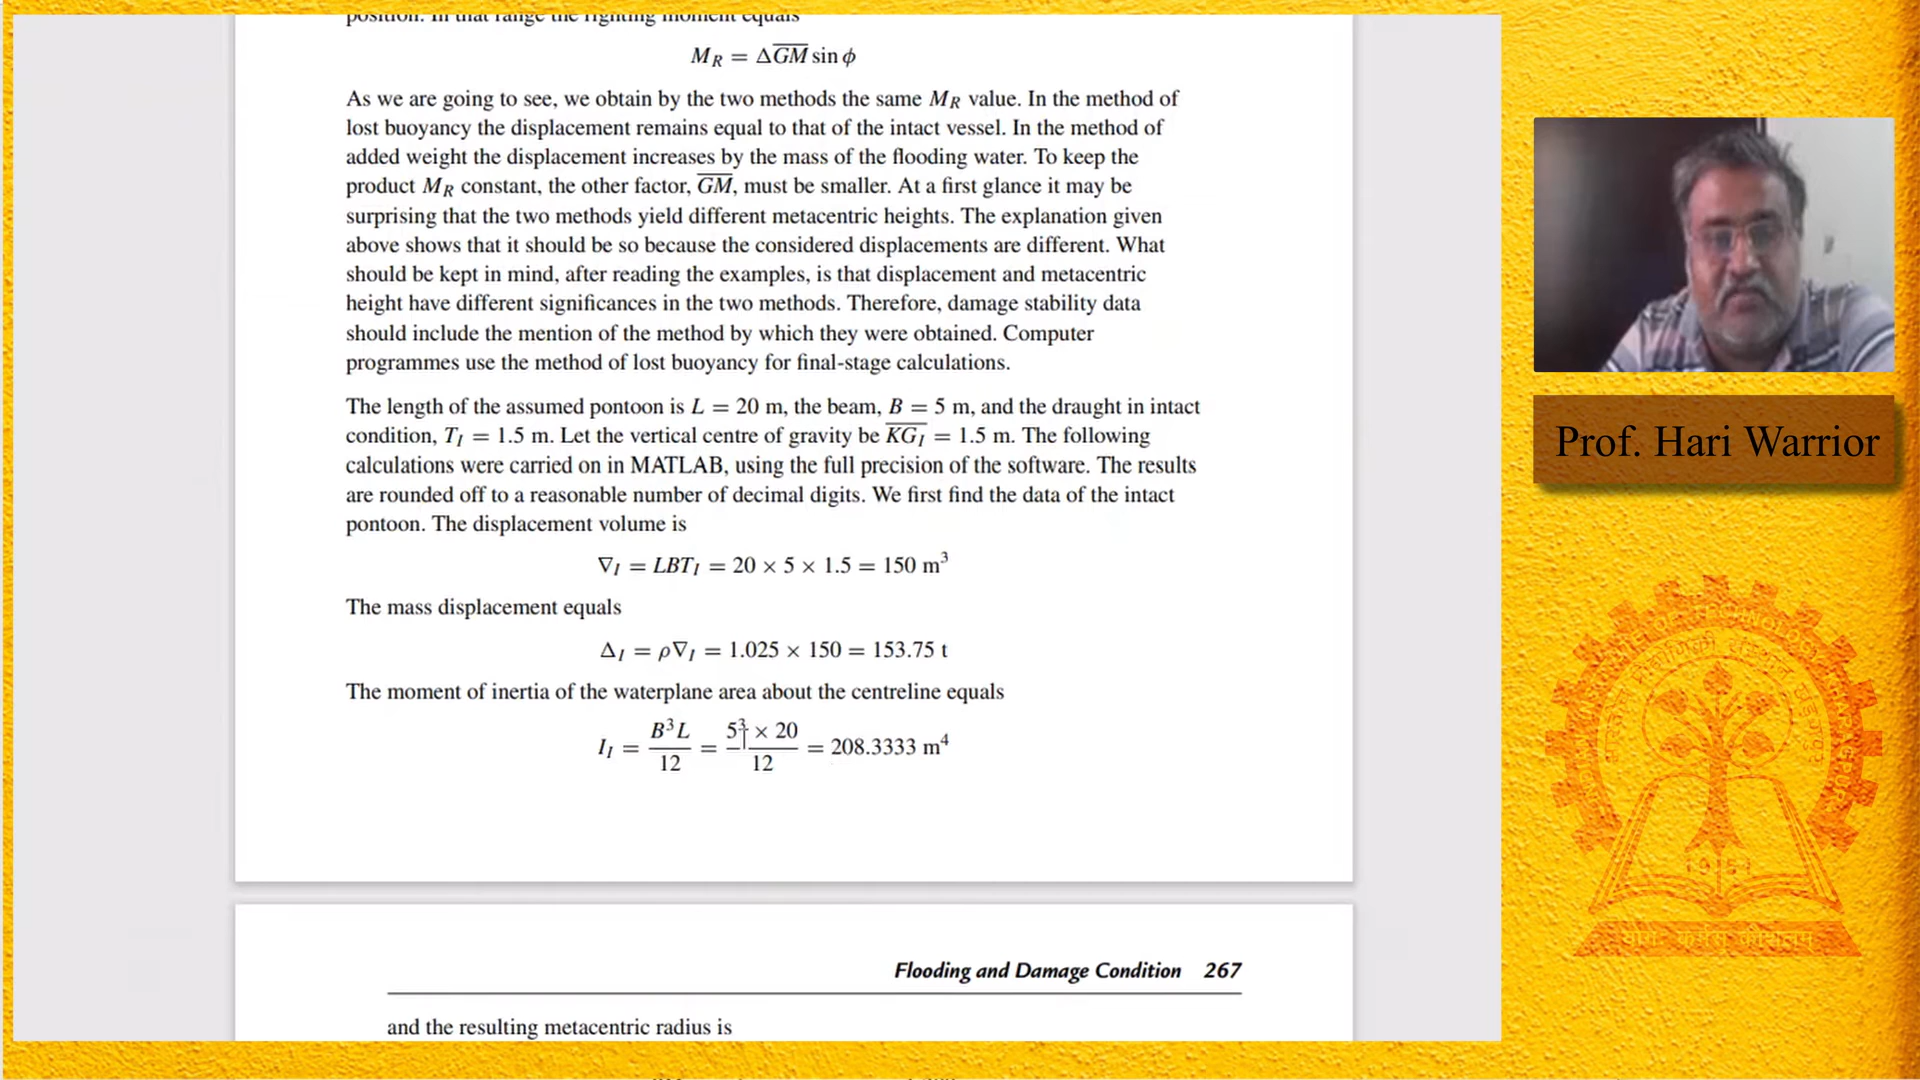 position. In that range the righting moment equals
M_R = ΔG̅M̅ sin ϕ
As we are going to see, we obtain by the two methods the same M_R value. In the method of
lost buoyancy the displacement remains equal to that of the intact vessel. In the method of
added weight the displacement increases by the mass of the flooding water. To keep the
product M_R constant, the other factor, G̅M̅, must be smaller. At a first glance it may be
surprising that the two methods yield different metacentric heights. The explanation given
above shows that it should be so because the considered displacements are different. What
should be kept in mind, after reading the examples, is that displacement and metacentric
height have different significances in the two methods. Therefore, damage stability data
should include the mention of the method by which they were obtained. Computer
programmes use the method of lost buoyancy for final-stage calculations.
The length of the assumed pontoon is L = 20 m, the beam, B = 5 m, and the draught in intact
condition, T_I = 1.5 m. Let the vertical centre of gravity be K̅G̅_I = 1.5 m. The following
calculations were carried on in MATLAB, using the full precision of the software. The results
are rounded off to a reasonable number of decimal digits. We first find the data of the intact
pontoon. The displacement volume is
∇_I = LBT_I = 20 × 5 × 1.5 = 150 m³
The mass displacement equals
Δ_I = ρ∇_I = 1.025 × 150 = 153.75 t
The moment of inertia of the waterplane area about the centreline equals
I_I = B³L/12 = 5³ × 20/12 = 208.3333 m⁴
Flooding and Damage Condition 267
and the resulting metacentric radius is
Prof. Hari Warrior